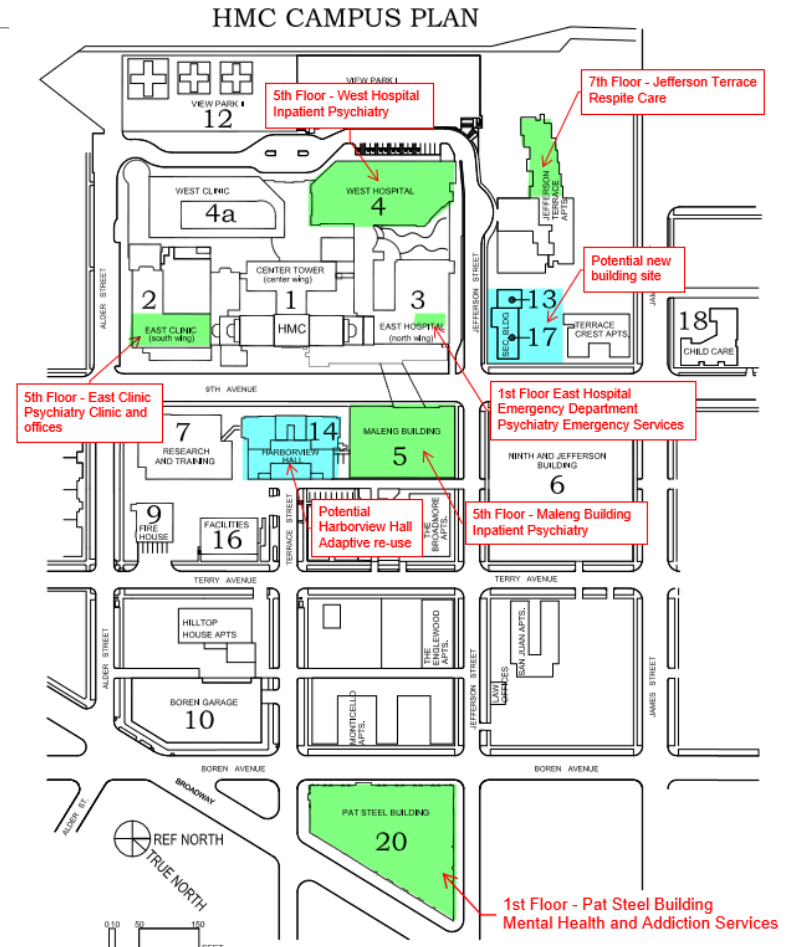 HMC CAMPUS PLAN
VIEW PARK I
VIEW PARK II
12
5th Floor - West Hospital
Inpatient Psychiatry
7th Floor - Jefferson Terrace
Respite Care
WEST CLINIC
4a
WEST HOSPITAL
4
JEFFERSON
TERRACE
APTS.
ALDER STREET
CENTER TOWER
(center wing)
2
1
3
EAST CLINIC
(south wing)
HMC
EAST HOSPITAL
(north wing)
JEFFERSON STREET
Potential new
building site
13
SEC. BLDG
17
TERRACE
CREST APTS.
18
CHILD CARE
5th Floor - East Clinic
Psychiatry Clinic and
offices
9TH AVENUE
1st Floor East Hospital
Emergency Department
Psychiatry Emergency Services
7
RESEARCH
AND TRAINING
14
HARBORVIEW
HALL
MALENG BUILDING
5
NINTH AND JEFFERSON
BUILDING
6
9
FIRE
HOUSE
FACILITIES
16
TERRACE STREET
Potential
Harborview Hall
Adaptive re-use
THE
BROADMORE
APTS.
5th Floor - Maleng Building
Inpatient Psychiatry
TERRY AVENUE
TERRY AVENUE
ALDER STREET
HILLTOP
HOUSE APTS
THE
ENGLEWOOD
APTS.
JEFFERSON STREET
SAN JUAN APTS.
LAW
OFFICES
JAMES STREET
BOREN GARAGE
10
MONTICELLO
APTS.
BOREN AVENUE
BOREN AVENUE
BROADWAY
ALDER ST.
PAT STEEL BUILDING
20
REF NORTH
TRUE NORTH
1st Floor - Pat Steel Building
Mental Health and Addiction Services
0 10 50 150